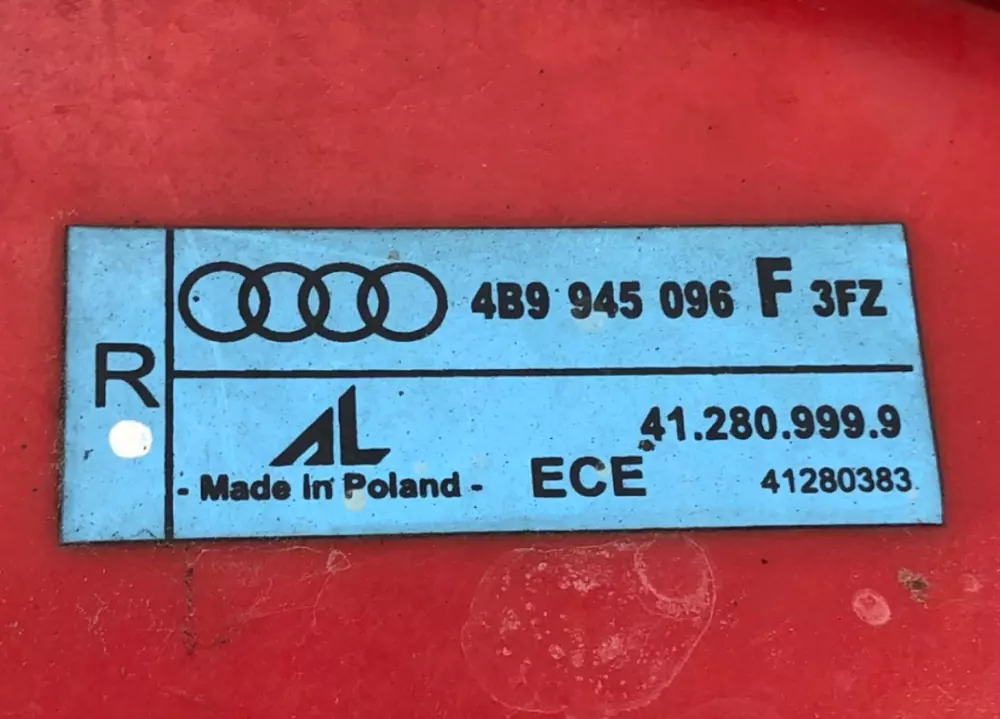 R
4B9 945 096 F 3FZ
AL
41.280.999.9
- Made in Poland -
ECE
41280383